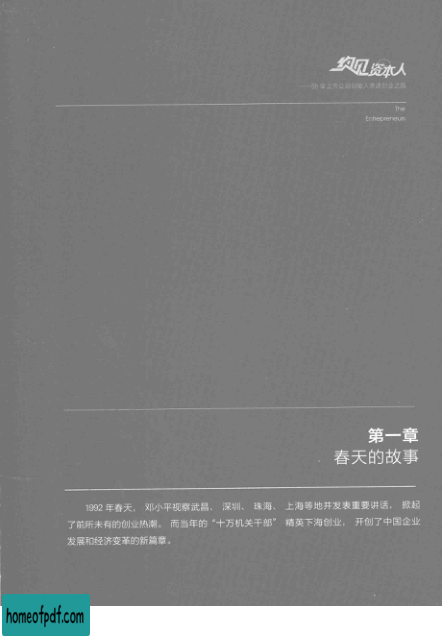 约见资本人
The
Entrepreneurs
第一章
春天的故事
1992 年春天， 邓小平视察武昌、 深圳、 珠海、 上海等地并发表重要讲话， 掀起
了前所未有的创业热潮。 而当年的“十万机关干部” 精英下海创业， 开创了中国企业
发展和经济变革的新篇章。
homeofpdf.com